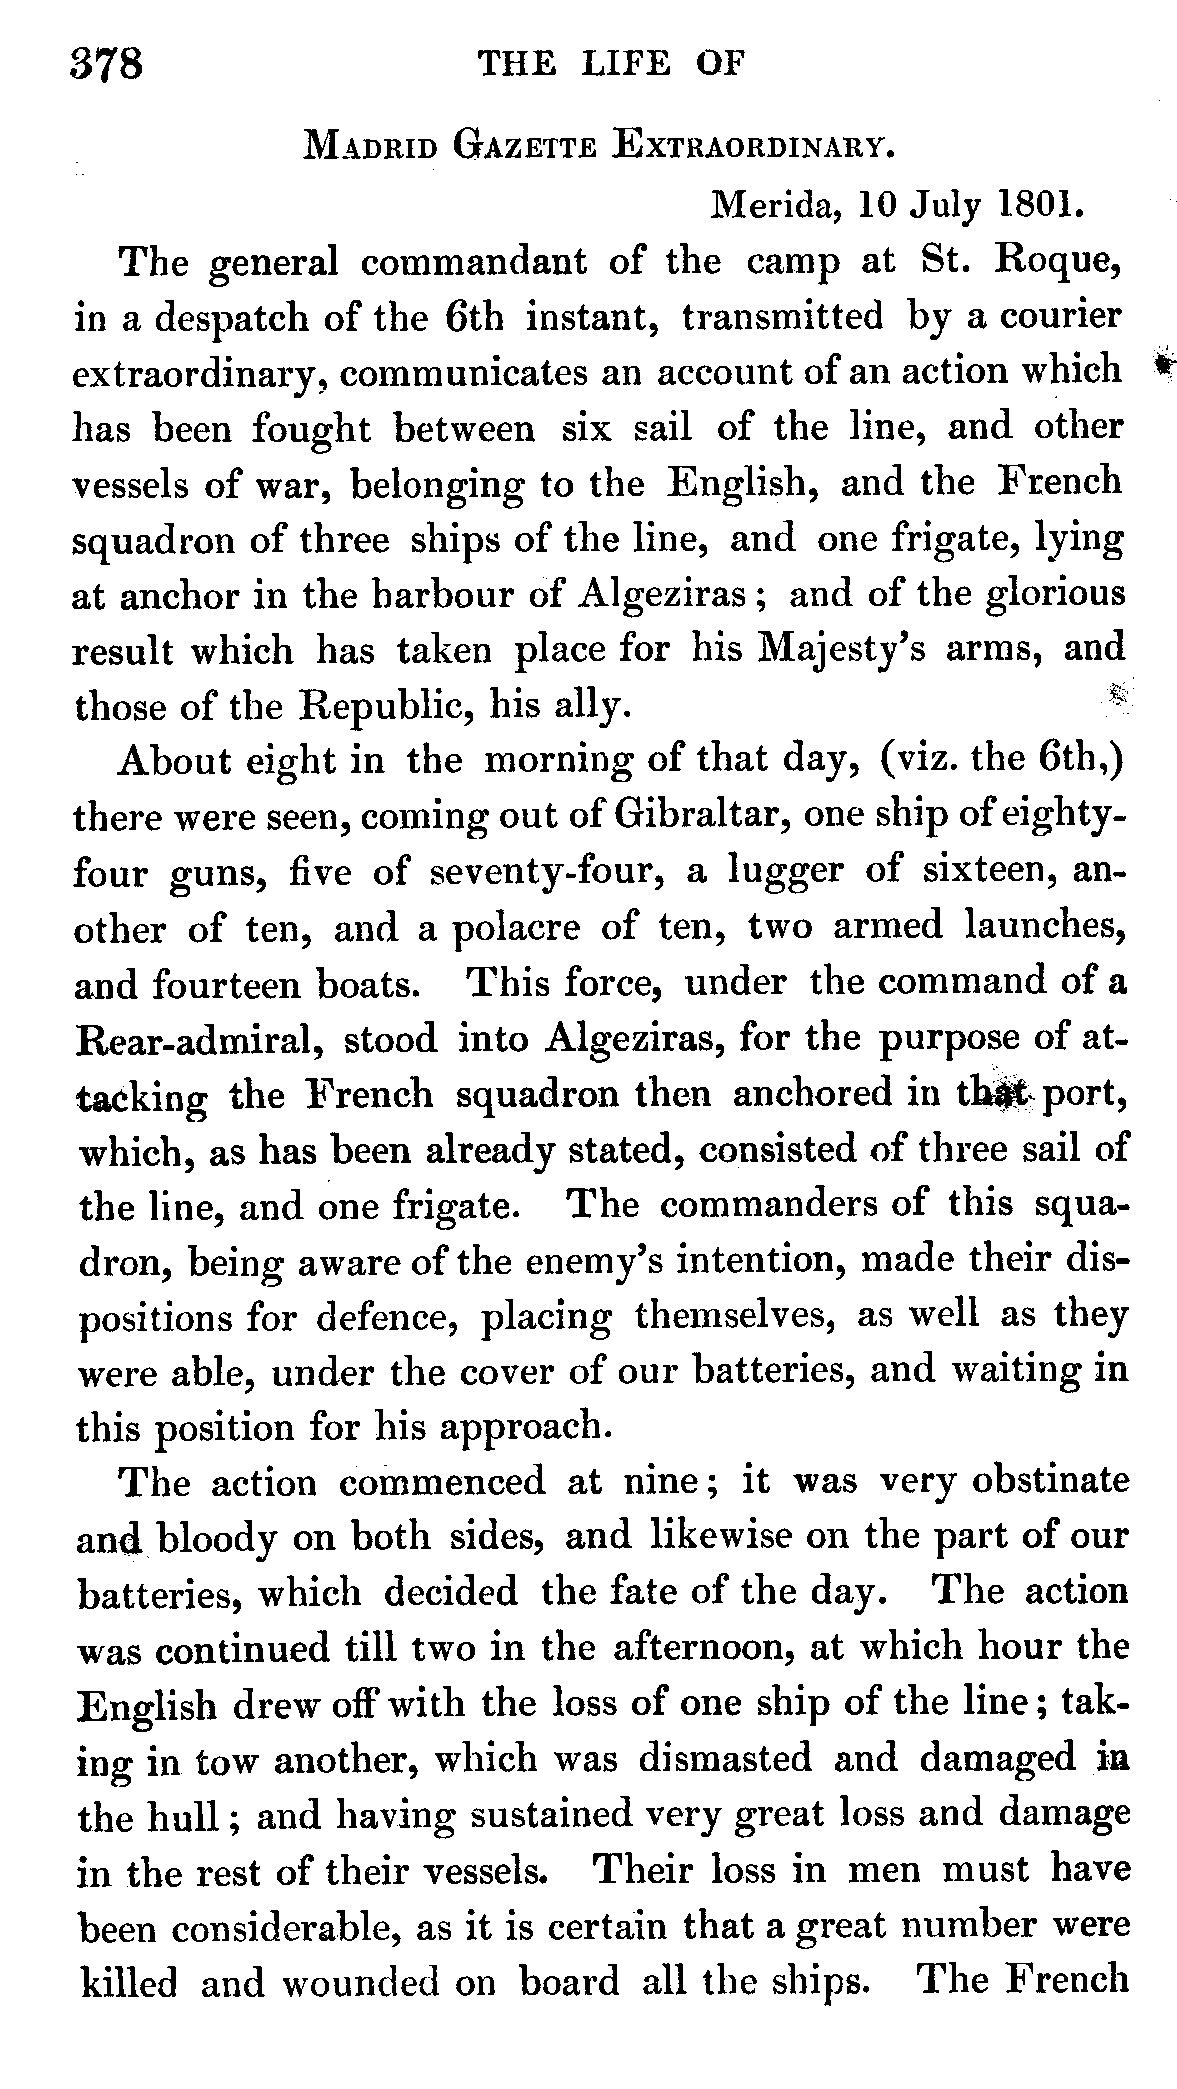 378 THE LIFE OF
MADRID GAZETTE EXTRAORDINARY.
Merida, 10 July 1801.
The general commandant of the camp at St. Roque,
in a despatch of the 6th instant, transmitted by a courier
extraordinary, communicates an account of an action which
has been fought between six sail of the line, and other
vessels of war, belonging to the English, and the French
squadron of three ships of the line, and one frigate, lying
at anchor in the harbour of Algeziras; and of the glorious
result which has taken place for his Majesty's arms, and
those of the Republic, his ally.
About eight in the morning of that day, (viz. the 6th,)
there were seen, coming out of Gibraltar, one ship of eighty-
four guns, five of seventy-four, a lugger of sixteen, an-
other of ten, and a polacre of ten, two armed launches,
and fourteen boats. This force, under the command of a
Rear-admiral, stood into Algeziras, for the purpose of at-
tacking the French squadron then anchored in that port,
which, as has been already stated, consisted of three sail of
the line, and one frigate. The commanders of this squa-
dron, being aware of the enemy's intention, made their dis-
positions for defence, placing themselves, as well as they
were able, under the cover of our batteries, and waiting in
this position for his approach.
The action commenced at nine; it was very obstinate
and bloody on both sides, and likewise on the part of our
batteries, which decided the fate of the day. The action
was continued till two in the afternoon, at which hour the
English drew off with the loss of one ship of the line; tak-
ing in tow another, which was dismasted and damaged in
the hull; and having sustained very great loss and damage
in the rest of their vessels. Their loss in men must have
been considerable, as it is certain that a great number were
killed and wounded on board all the ships. The French